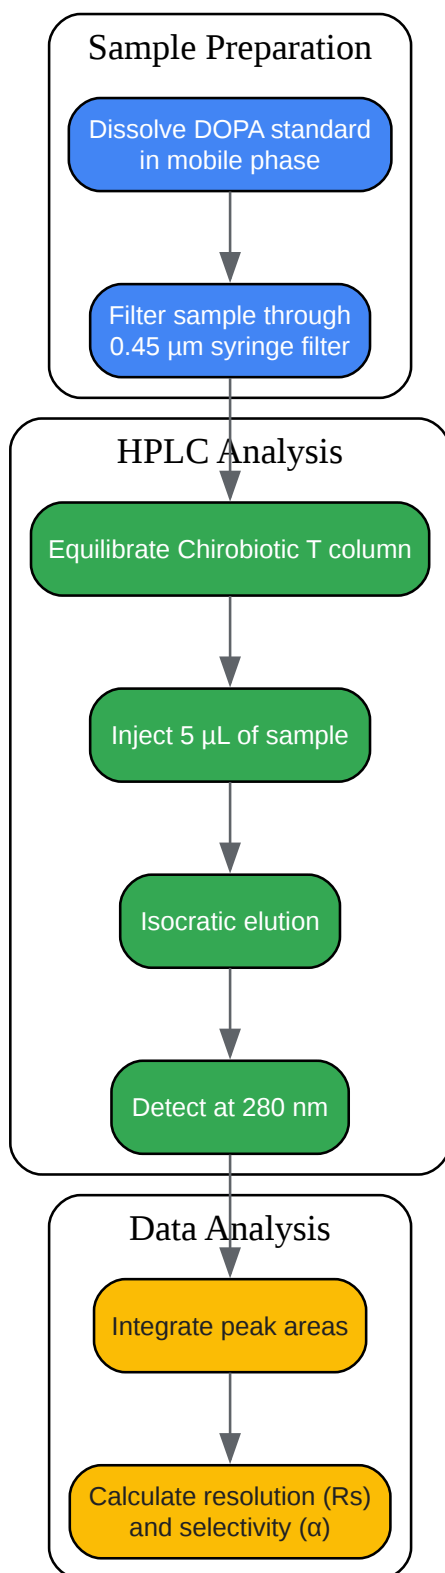 Sample Preparation
Dissolve DOPA standard
in mobile phase
Filter sample through
0.45 µm syringe filter
HPLC Analysis
Equilibrate Chirobiotic T column
Inject 5 µL of sample
Isocratic elution
Detect at 280 nm
Data Analysis
Integrate peak areas
Calculate resolution (Rs)
and selectivity (α)